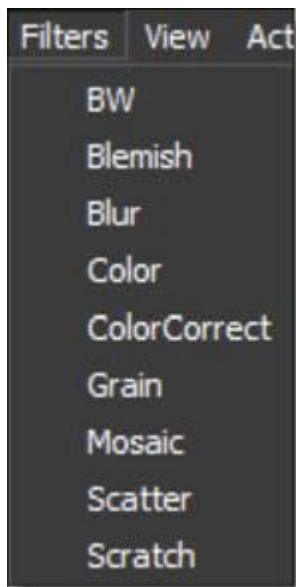 Filters View Act
BW
Blemish
Blur
Color
ColorCorrect
Grain
Mosaic
Scatter
Scratch